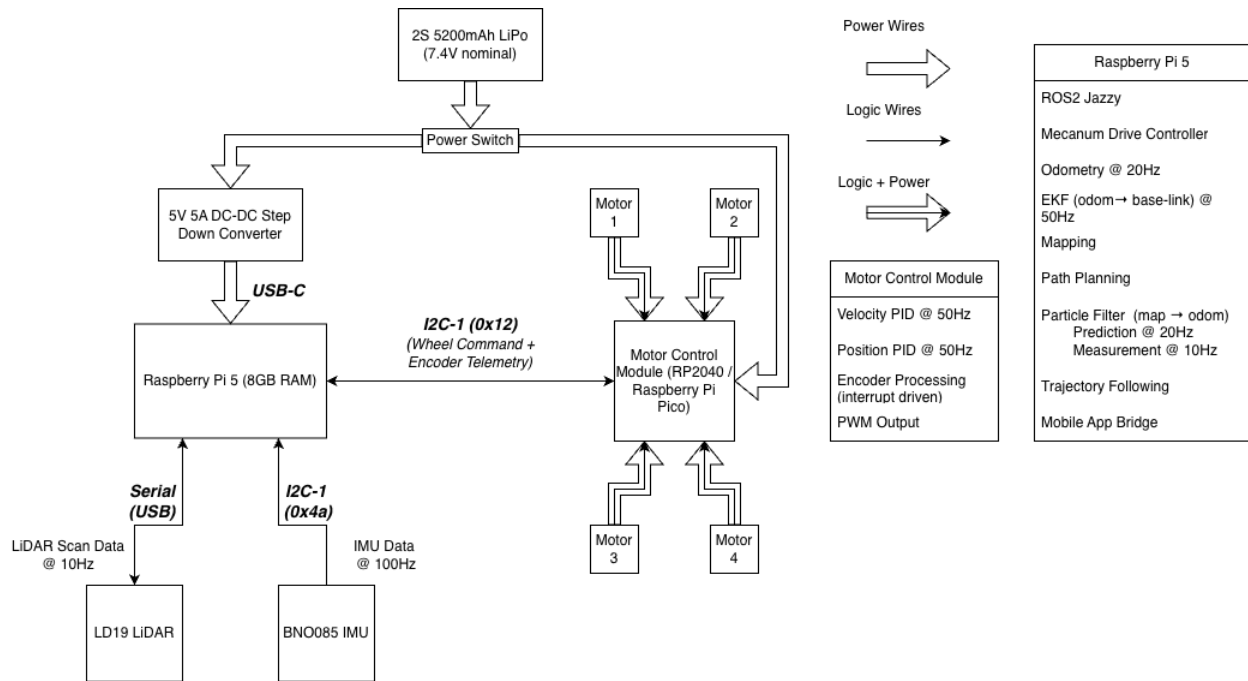 2S 5200mAh LiPo
(7.4V nominal)
Power Switch
5V 5A DC-DC Step
Down Converter
USB-C
Raspberry Pi 5 (8GB RAM)
I2C-1 (0x12)
(Wheel Command +
Encoder Telemetry)
Motor
1
Motor
2
Motor Control
Module (RP2040 /
Raspberry Pi
Pico)
Motor
3
Motor
4
Serial
(USB)
I2C-1
(0x4a)
LiDAR Scan Data
@ 10Hz
IMU Data
@ 100Hz
LD19 LiDAR
BNO085 IMU
Power Wires
Logic Wires
Logic + Power
Motor Control Module
Velocity PID @ 50Hz
Position PID @ 50Hz
Encoder Processing
(interrupt driven)
PWM Output
Raspberry Pi 5
ROS2 Jazzy
Mecanum Drive Controller
Odometry @ 20Hz
EKF (odom→ base-link) @
50Hz
Mapping
Path Planning
Particle Filter (map → odom)
Prediction @ 20Hz
Measurement @ 10Hz
Trajectory Following
Mobile App Bridge